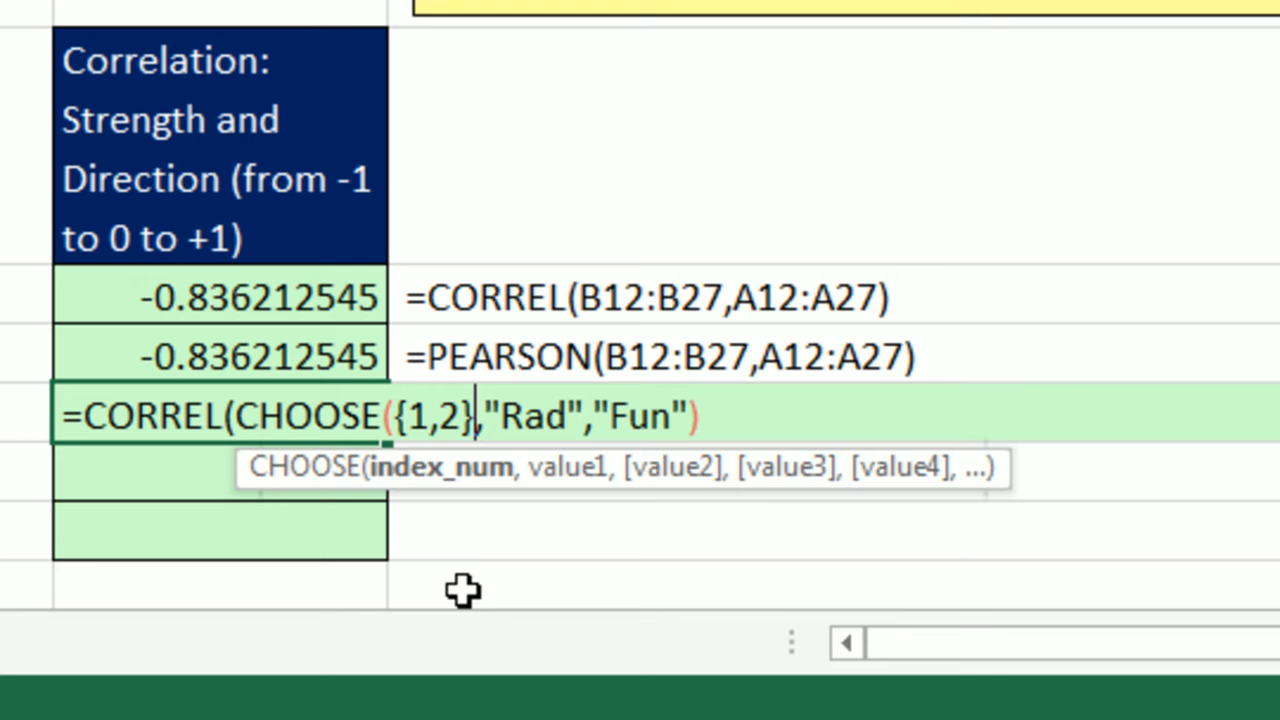 Correlation:
Strength and
Direction (from -1
to 0 to +1)
-0.836212545 =CORREL(B12:B27,A12:A27)
-0.836212545 =PEARSON(B12:B27,A12:A27)
=CORREL(CHOOSE({1,2},"Rad","Fun")
CHOOSE(index_num, value1, [value2], [value3], [value4], ...)